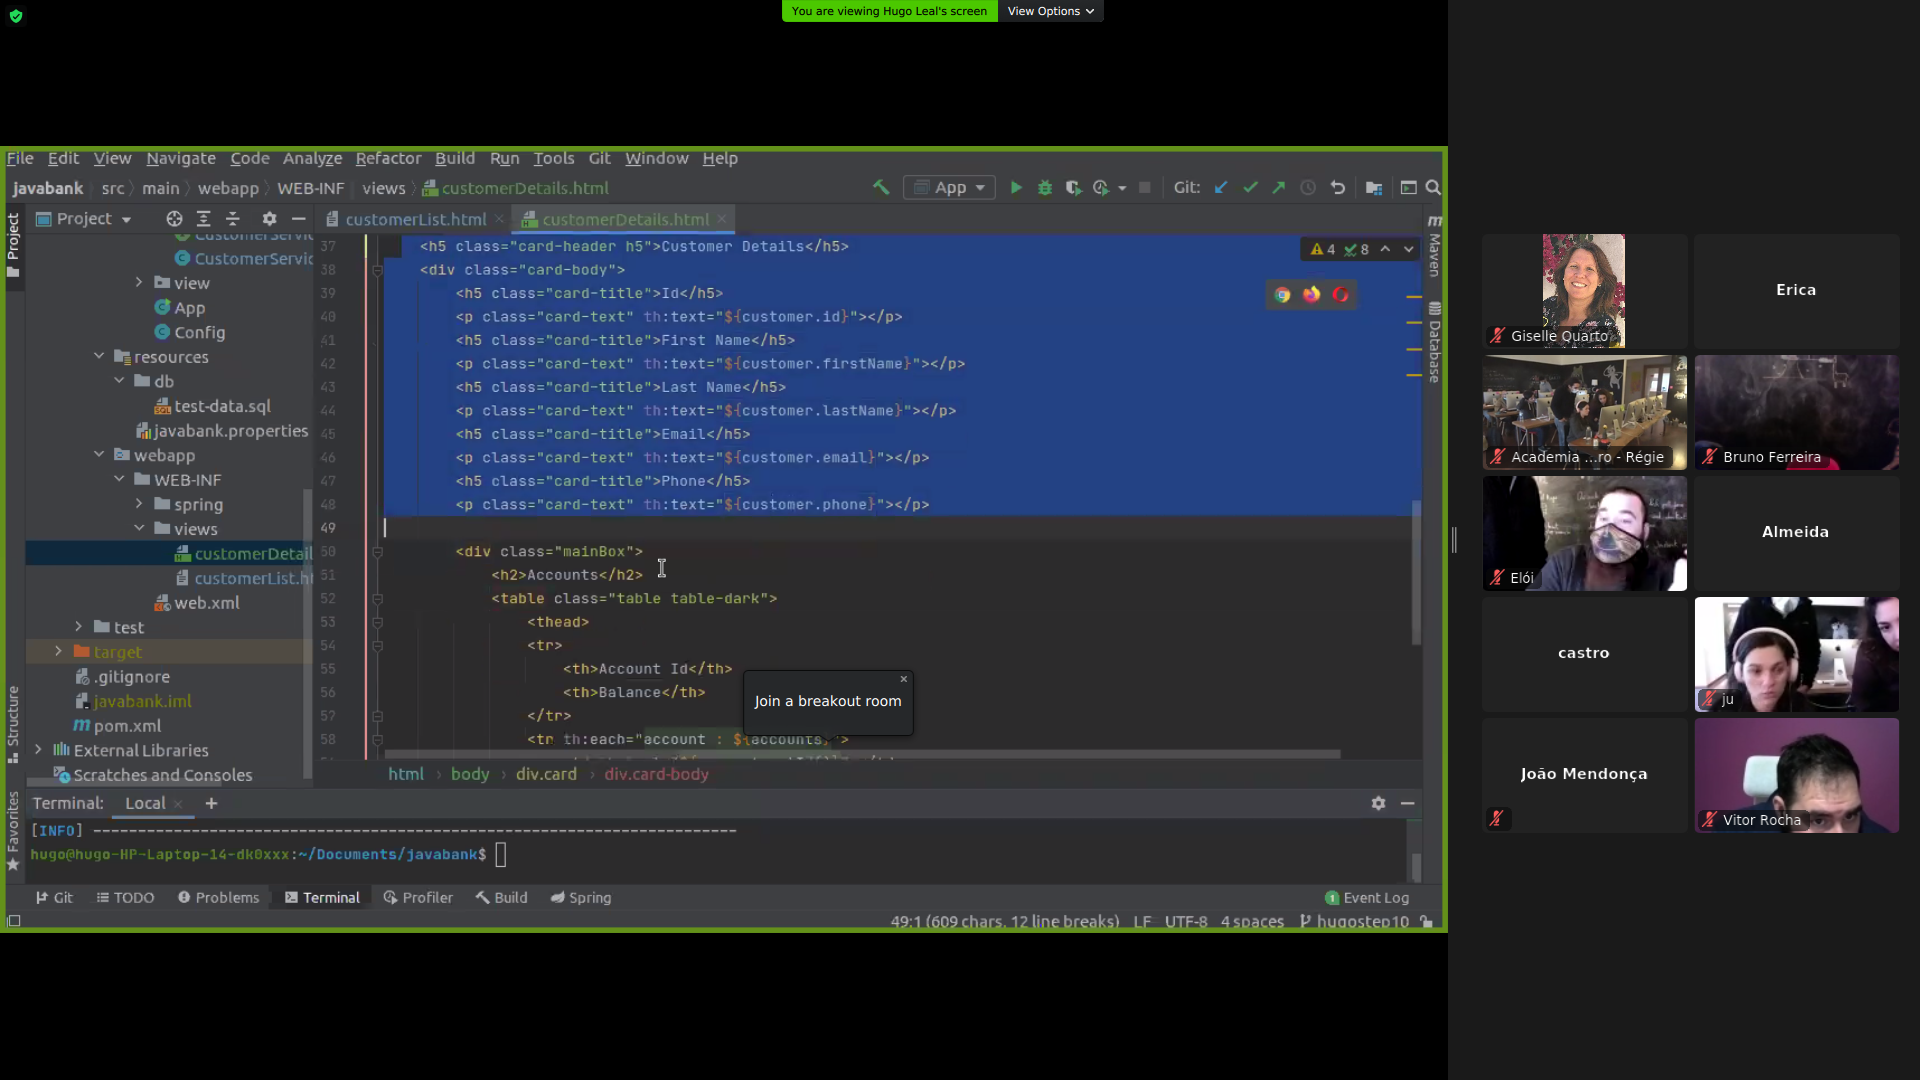 You are viewing Hugo Leal's screen
View Options
File Edit View Navigate Code Analyze Refactor Build Run Tools Git Window Help
javabank src main webapp WEB-INF views customerDetails.html
App
Git:
Project
customerList.html
customerDetails.html
CustomerServic
view
App
Config
resources
db
test-data.sql
javabank.properties
webapp
WEB-INF
spring
views
customerDetail
customerList.ht
web.xml
test
target
.gitignore
javabank.iml
pom.xml
External Libraries
Scratches and Consoles
Project
Structure
Favorites
Maven
Database
4 8
37 <h5 class="card-header h5">Customer Details</h5>
38 <div class="card-body">
39 <h5 class="card-title">Id</h5>
40 <p class="card-text" th:text="${customer.id}"></p>
41 <h5 class="card-title">First Name</h5>
42 <p class="card-text" th:text="${customer.firstName}"></p>
43 <h5 class="card-title">Last Name</h5>
44 <p class="card-text" th:text="${customer.lastName}"></p>
45 <h5 class="card-title">Email</h5>
46 <p class="card-text" th:text="${customer.email}"></p>
47 <h5 class="card-title">Phone</h5>
48 <p class="card-text" th:text="${customer.phone}"></p>
49
50 <div class="mainBox">
51 <h2>Accounts</h2>
52 <table class="table table-dark">
53 <thead>
54 <tr>
55 <th>Account Id</th>
56 <th>Balance</th>
57 </tr>
58 <tr th:each="account : ${accounts}">
Join a breakout room
html body div.card div.card-body
Terminal: Local
[INFO] ------------------------------------------------------------------------
hugo@hugo-HP-Laptop-14-dk0xxx:~/Documents/javabank$
Git TODO Problems Terminal Profiler Build Spring
1 Event Log
49:1 (609 chars, 12 line breaks) LF UTF-8 4 spaces hugostep10
Giselle Quarto
Erica
Academia ...ro - Régie
Bruno Ferreira
Elói
Almeida
castro
ju
João Mendonça
Vitor Rocha